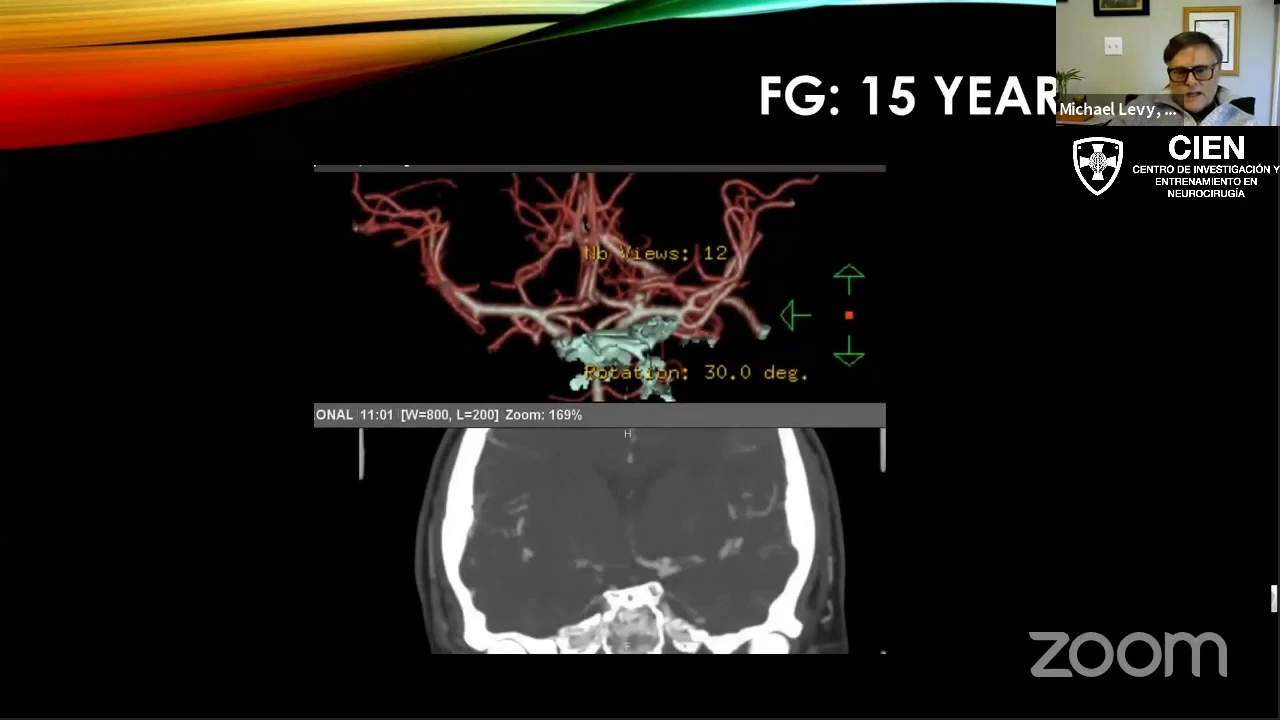 FG: 15 YEAR
Michael Levy, ...
CIEN
CENTRO DE INVESTIGACIÓN Y
ENTRENAMIENTO EN
NEUROCIRUGÍA
Nb Views: 12
Rotation: 30.0 deg.
ONAL 11:01 [W=800, L=200] Zoom: 169%
H
zoom